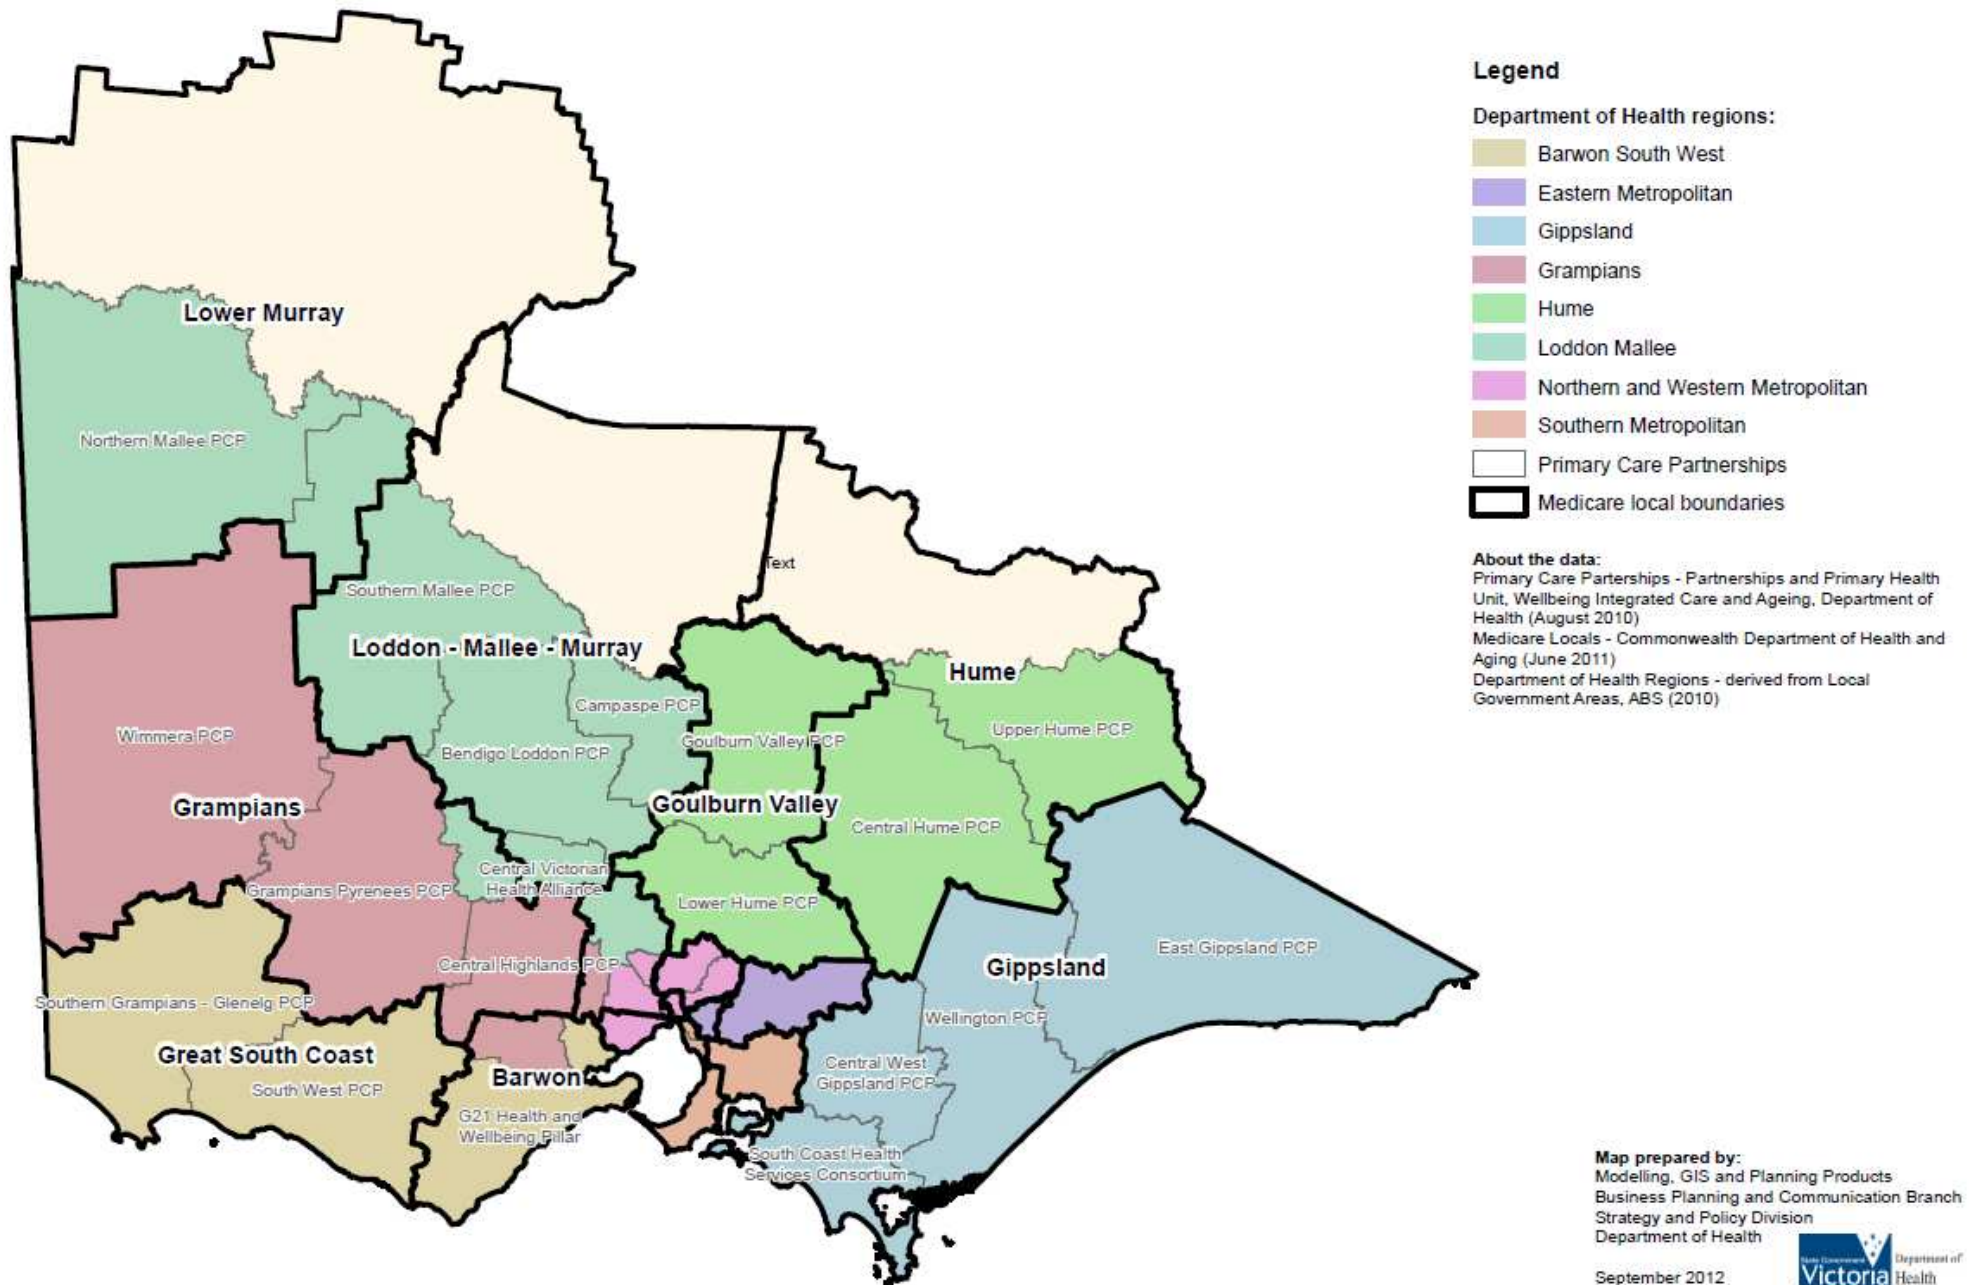 Lower Murray
Northern Mallee PCP
Text
Southern Mallee PCP
Loddon - Mallee - Murray
Hume
Campaspe PCP
Wimmera PCP
Bendigo Loddon PCP
Goulburn Valley PCP
Upper Hume PCP
Grampians
Goulburn Valley
Central Hume PCP
Central Victorian
Health Alliance
Grampians Pyrenees PCP
Lower Hume PCP
Central Highlands PCP
Gippsland
East Gippsland PCP
Southern Grampians - Glenelg PCP
Wellington PCP
Great South Coast
South West PCP
Barwon
Central West
Gippsland PCP
G21 Health and
Wellbeing Pillar
South Coast Health
Services Consortium
Legend
Department of Health regions:
Barwon South West
Eastern Metropolitan
Gippsland
Grampians
Hume
Loddon Mallee
Northern and Western Metropolitan
Southern Metropolitan
Primary Care Partnerships
Medicare local boundaries
About the data:
Primary Care Parterships - Partnerships and Primary Health
Unit, Wellbeing Integrated Care and Ageing, Department of
Health (August 2010)
Medicare Locals - Commonwealth Department of Health and
Aging (June 2011)
Department of Health Regions - derived from Local
Government Areas, ABS (2010)
Map prepared by:
Modelling, GIS and Planning Products
Business Planning and Communication Branch
Strategy and Policy Division
Department of Health
September 2012
State Government
Victoria
Department of
Health